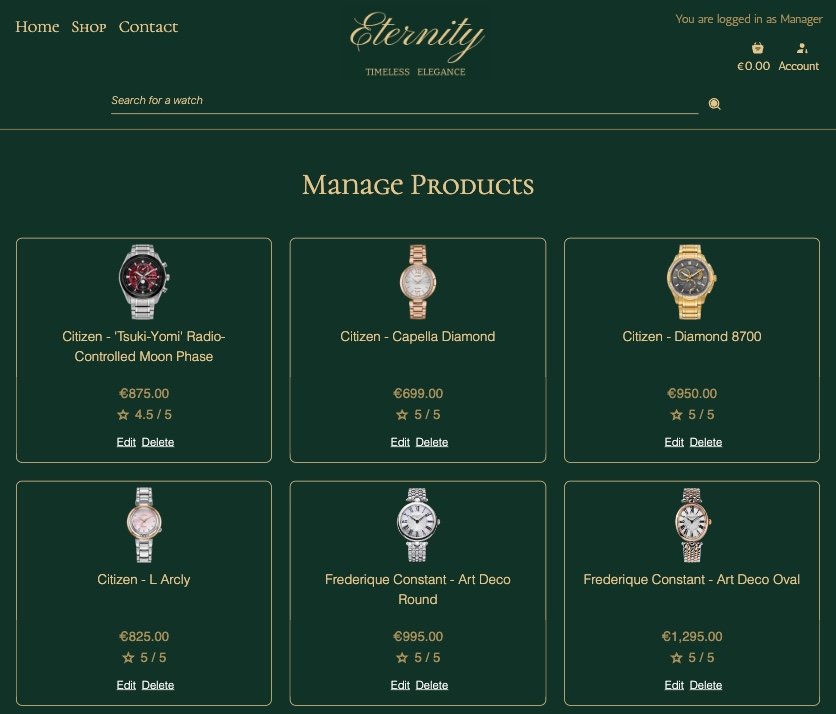 Home Shop Contact
Eternity
TIMELESS ELEGANCE
You are logged in as Manager
€0.00 Account
Search for a watch
Manage Products
Citizen - 'Tsuki-Yomi' Radio-
Controlled Moon Phase
€875.00
4.5 / 5
Edit Delete
Citizen - Capella Diamond
€699.00
5 / 5
Edit Delete
Citizen - Diamond 8700
€950.00
5 / 5
Edit Delete
Citizen - L Arcly
€825.00
5 / 5
Edit Delete
Frederique Constant - Art Deco
Round
€995.00
5 / 5
Edit Delete
Frederique Constant - Art Deco Oval
€1,295.00
5 / 5
Edit Delete